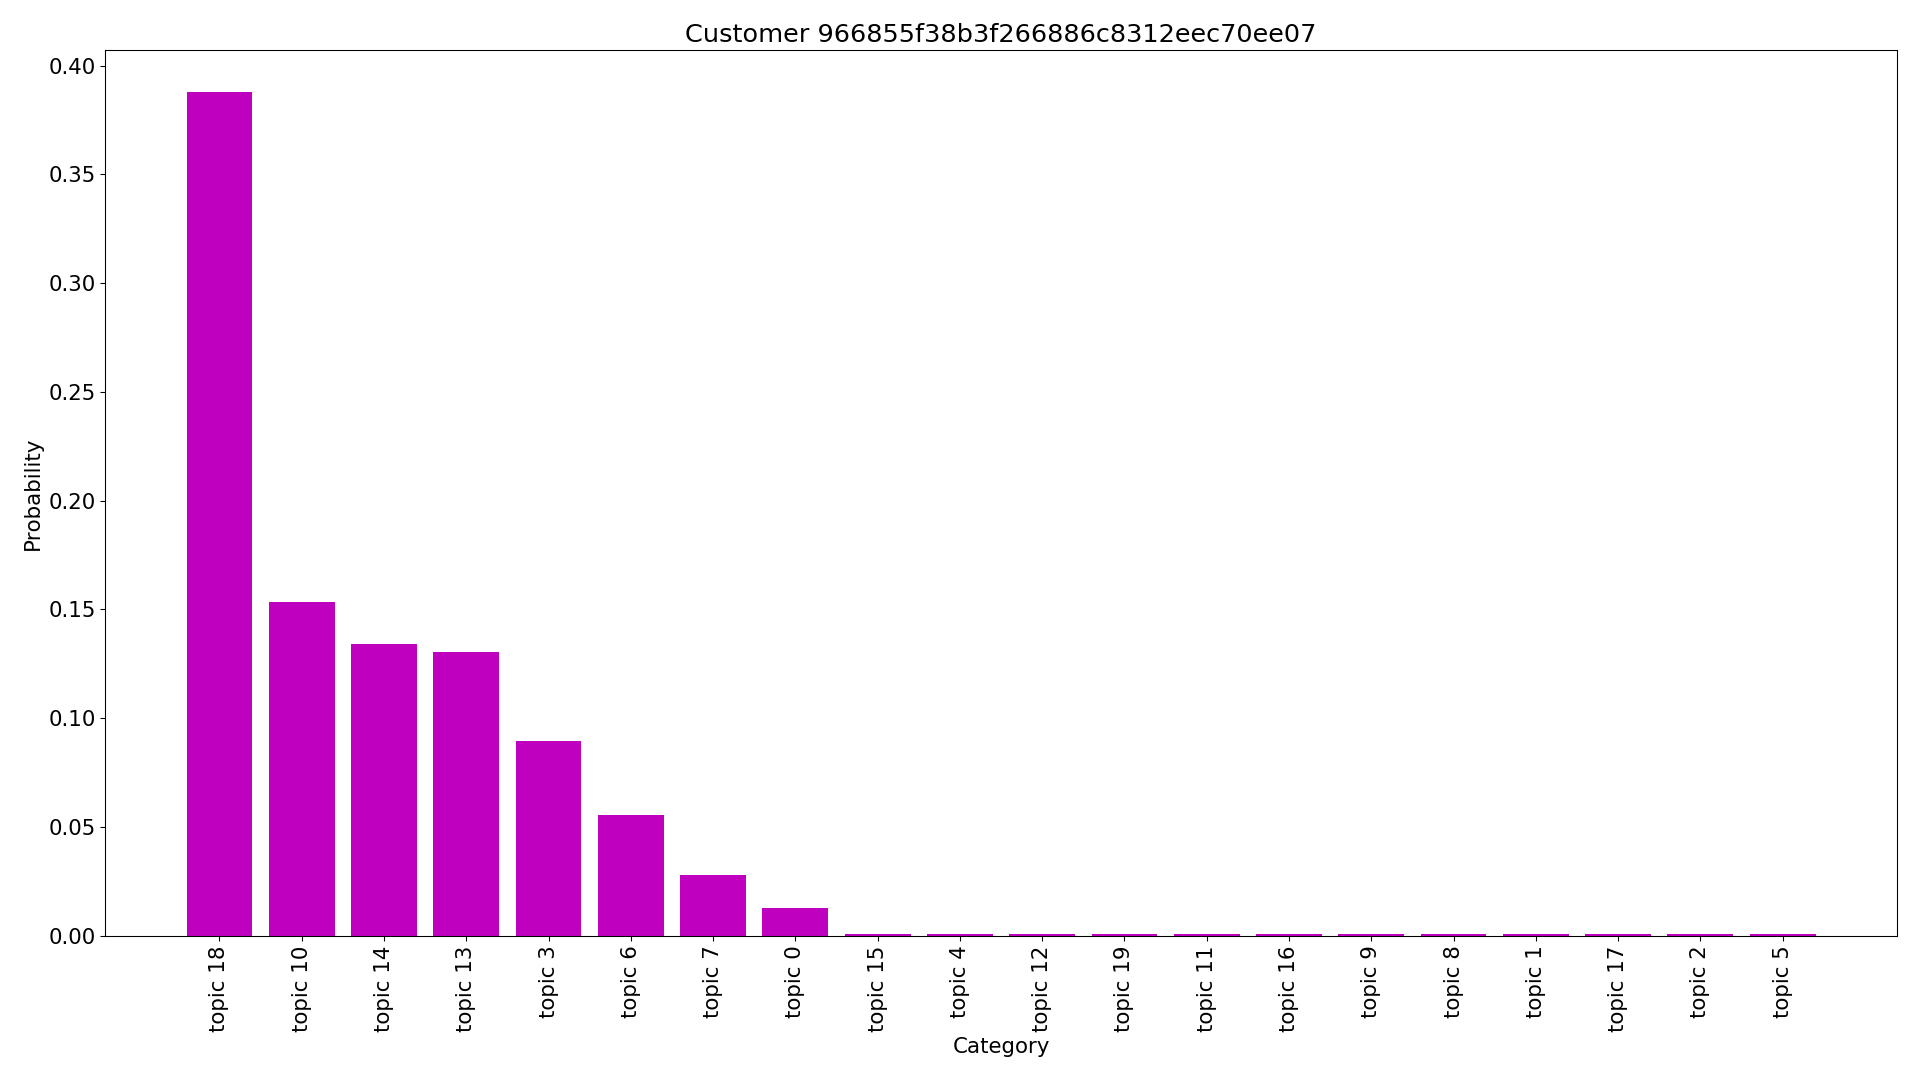 Customer 966855f38b3f266886c8312eec70ee07
0.40
0.35
0.30
0.25
0.20
0.15
0.10
0.05
0.00
Probability
topic 18
topic 10
topic 14
topic 13
topic 3
topic 6
topic 7
topic 0
topic 15
topic 4
topic 12
topic 19
topic 11
topic 16
topic 9
topic 8
topic 1
topic 17
topic 2
topic 5
Category